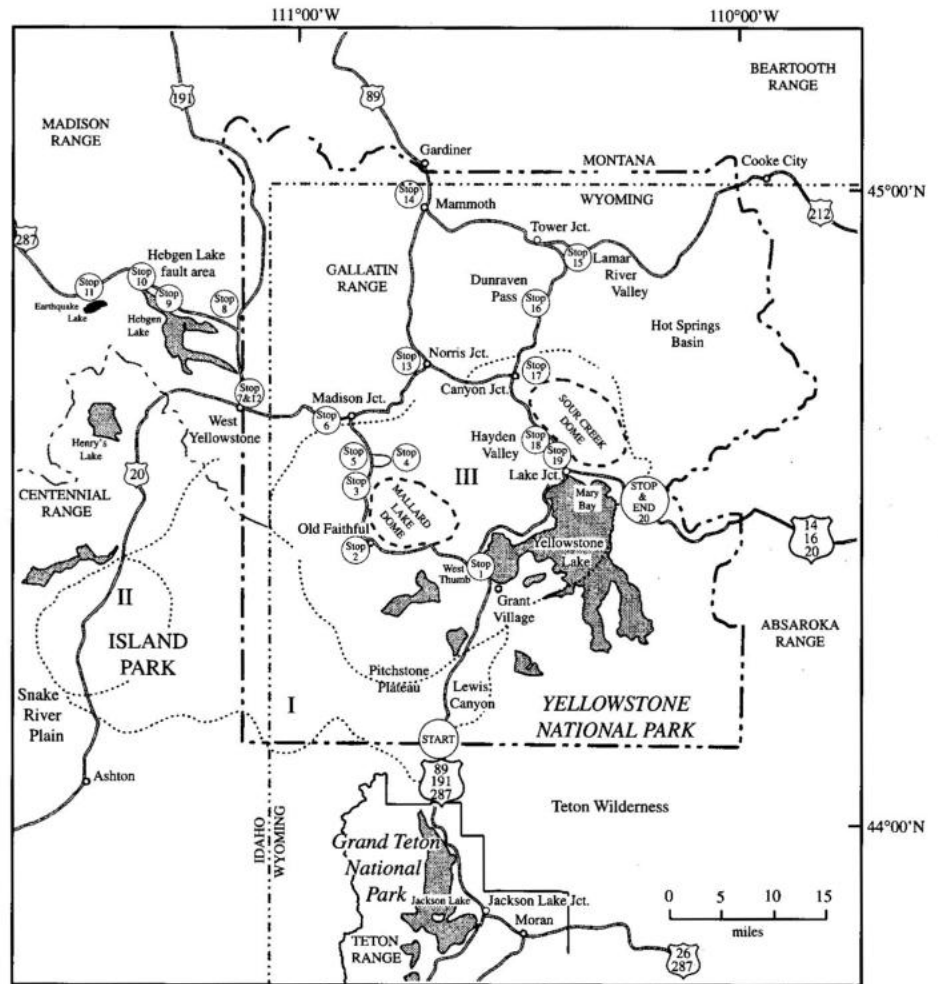 111°00'W
110°00'W
BEARTOOTH
RANGE
191
89
MADISON
RANGE
Gardiner
MONTANA
Cooke City
WYOMING
45°00'N
Stop
14
Mammoth
212
287
Tower Jct.
Stop
15
Lamar
River
Valley
Hebgen Lake
fault area
Stop
10
Stop
11
Stop
9
Stop
8
Earthquake
Lake
Hebgen
Lake
GALLATIN
RANGE
Dunraven
Pass
Stop
16
Hot Springs
Basin
Norris Jct.
Stop
13
Stop
17
Canyon Jct.
Stop
7&12
Madison Jct.
Stop
6
West
Yellowstone
SOUR CREEK
DOME
Henry's
Lake
20
Hayden
Valley
Stop
18
Stop
19
Stop
5
Stop
4
Stop
3
III
Lake Jct.
CENTENNIAL
RANGE
MALLARD
LAKE
DOME
Mary
Bay
STOP
&
END
20
14
16
20
Old Faithful
Stop
2
Yellowstone
Lake
West
Thumb
Stop
1
Grant
Village
II
ISLAND
PARK
ABSAROKA
RANGE
Pitchstone
Plateau
Lewis
Canyon
Snake
River
Plain
I
YELLOWSTONE
NATIONAL PARK
START
89
191
287
Ashton
Teton Wilderness
IDAHO
WYOMING
44°00'N
Grand Teton
National
Park
Jackson Lake
Jackson Lake Jct.
Moran
TETON
RANGE
0 5 10 15
miles
26
287